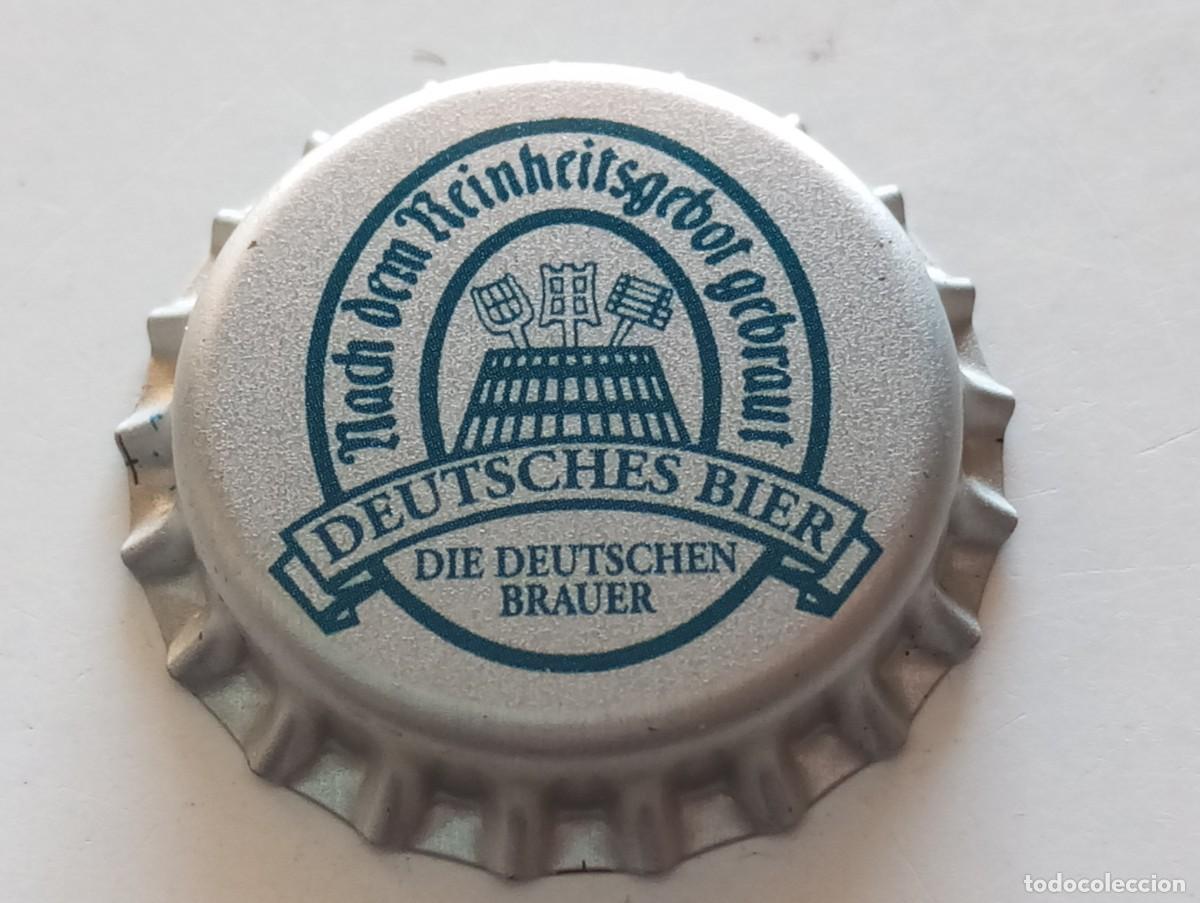 Nach dem Reinheitsgebot gebraut
DEUTSCHES BIER
DIE DEUTSCHEN
BRAUER
todocoleccion